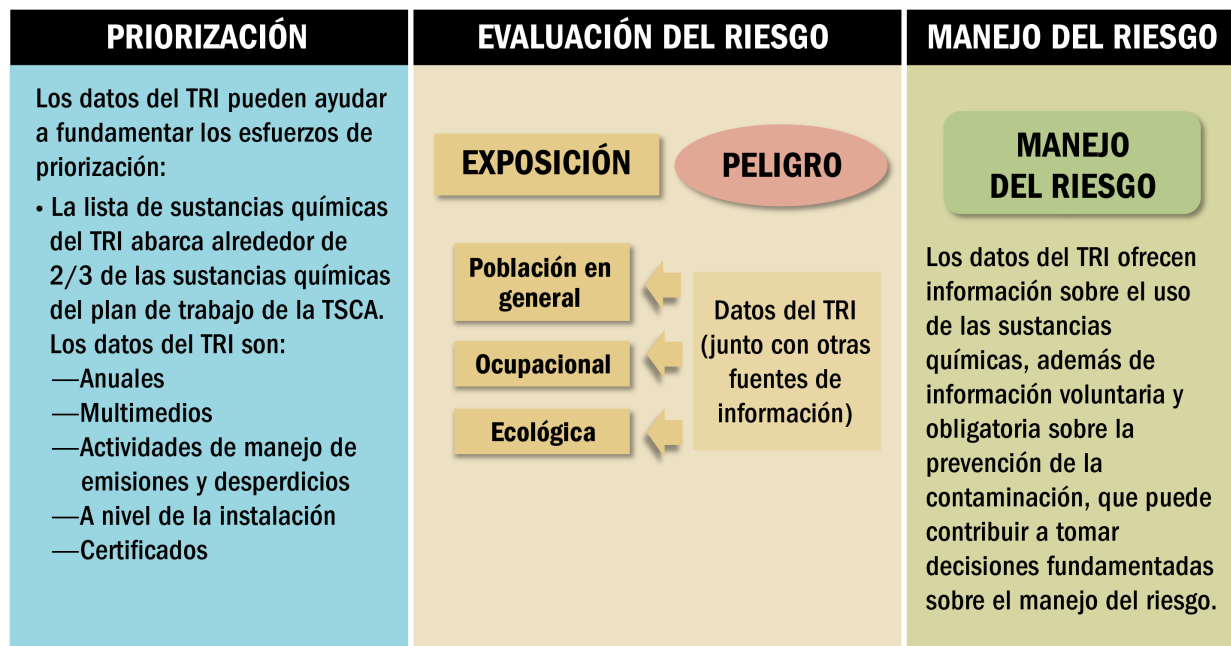 PRIORIZACIÓN
Los datos del TRI pueden ayudar
a fundamentar los esfuerzos de
priorización:
• La lista de sustancias químicas
del TRI abarca alrededor de
2/3 de las sustancias químicas
del plan de trabajo de la TSCA.
Los datos del TRI son:
—Anuales
—Multimedios
—Actividades de manejo de
emisiones y desperdicios
—A nivel de la instalación
—Certificados
EVALUACIÓN DEL RIESGO
EXPOSICIÓN
PELIGRO
Población en
general
Ocupacional
Ecológica
Datos del TRI
(junto con otras
fuentes de
información)
MANEJO DEL RIESGO
MANEJO
DEL RIESGO
Los datos del TRI ofrecen
información sobre el uso
de las sustancias
químicas, además de
información voluntaria y
obligatoria sobre la
prevención de la
contaminación, que puede
contribuir a tomar
decisiones fundamentadas
sobre el manejo del riesgo.